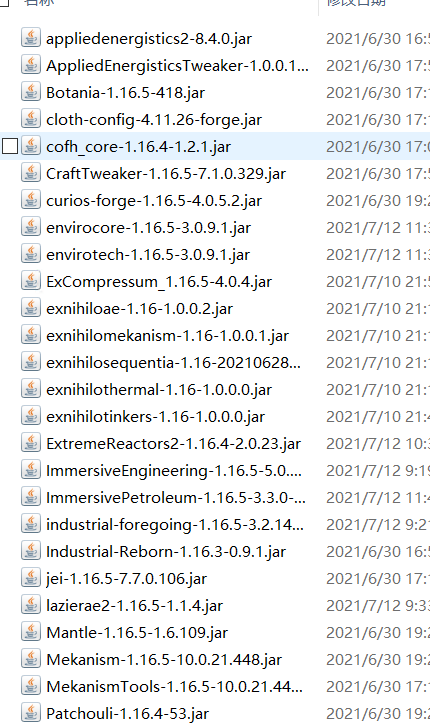 名称 修改日期
appliedenergistics2-8.4.0.jar 2021/6/30 16:5
AppliedEnergisticsTweaker-1.0.0.1... 2021/6/30 17:5
Botania-1.16.5-418.jar 2021/6/30 17:1
cloth-config-4.11.26-forge.jar 2021/6/30 17:1
cofh_core-1.16.4-1.2.1.jar 2021/6/30 17:0
CraftTweaker-1.16.5-7.1.0.329.jar 2021/6/30 17:5
curios-forge-1.16.5-4.0.5.2.jar 2021/6/30 19:2
envirocore-1.16.5-3.0.9.1.jar 2021/7/12 11:3
envirotech-1.16.5-3.0.9.1.jar 2021/7/12 11:3
ExCompressum_1.16.5-4.0.4.jar 2021/7/10 21:5
exnihiloae-1.16-1.0.0.2.jar 2021/7/10 21:1
exnihilomekanism-1.16-1.0.0.1.jar 2021/7/10 21:1
exnihilosequentia-1.16-20210628... 2021/7/10 21:1
exnihilothermal-1.16-1.0.0.0.jar 2021/7/10 21:1
exnihilotinkers-1.16-1.0.0.0.jar 2021/7/10 21:4
ExtremeReactors2-1.16.4-2.0.23.jar 2021/7/12 10:3
ImmersiveEngineering-1.16.5-5.0.... 2021/7/12 9:19
ImmersivePetroleum-1.16.5-3.3.0-... 2021/7/12 11:4
industrial-foregoing-1.16.5-3.2.14... 2021/7/12 9:21
Industrial-Reborn-1.16.3-0.9.1.jar 2021/6/30 16:5
jei-1.16.5-7.7.0.106.jar 2021/6/30 17:1
lazierae2-1.16.5-1.1.4.jar 2021/7/12 9:33
Mantle-1.16.5-1.6.109.jar 2021/6/30 19:2
Mekanism-1.16.5-10.0.21.448.jar 2021/6/30 19:2
MekanismTools-1.16.5-10.0.21.44... 2021/6/30 17:1
Patchouli-1.16.4-53.jar 2021/6/30 19:2